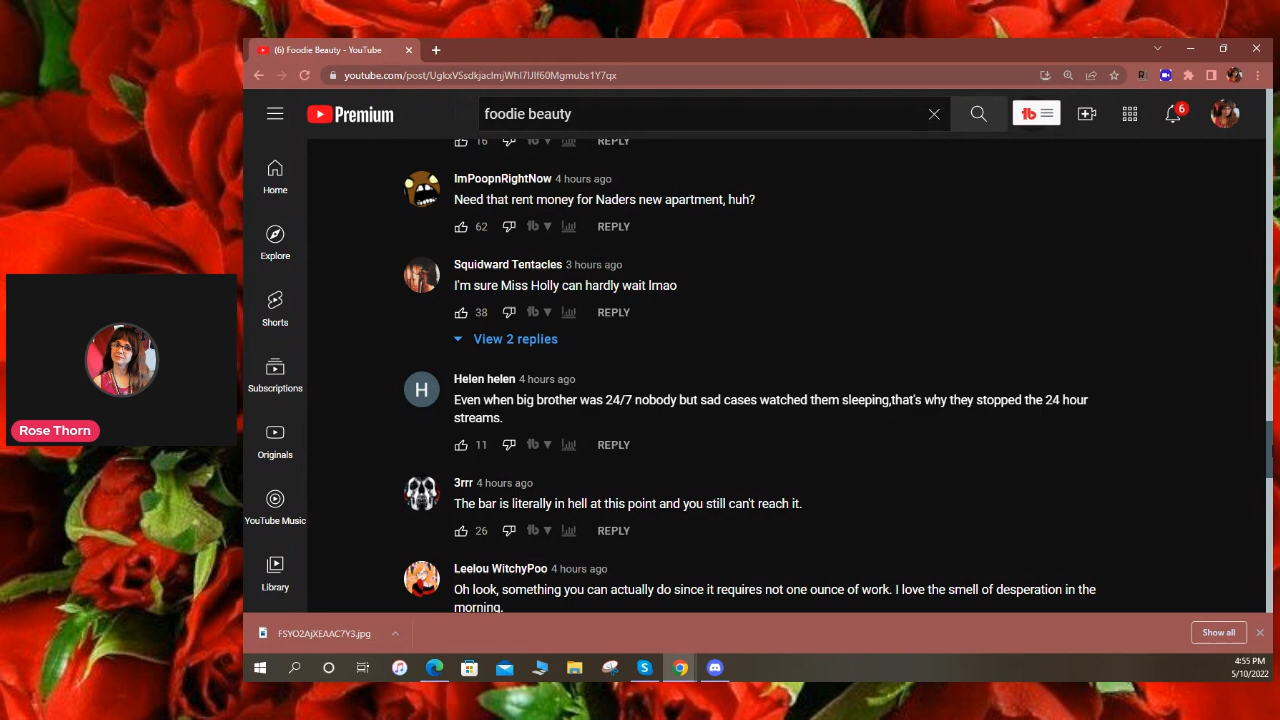 (6) Foodie Beauty - YouTube
Premium
foodie beauty
6
Home
Explore
Shorts
Subscriptions
Originals
YouTube Music
Library
16 REPLY
ImPoopnRightNow 4 hours ago
Need that rent money for Naders new apartment, huh?
62 REPLY
Squidward Tentacles 3 hours ago
I'm sure Miss Holly can hardly wait lmao
38 REPLY
View 2 replies
H
Helen helen 4 hours ago
Even when big brother was 24/7 nobody but sad cases watched them sleeping,that's why they stopped the 24 hour
streams.
11 REPLY
3rrr 4 hours ago
The bar is literally in hell at this point and you still can't reach it.
26 REPLY
Leelou WitchyPoo 4 hours ago
Oh look, something you can actually do since it requires not one ounce of work. I love the smell of desperation in the
morning.
Rose Thorn
Show all
4:55 PM
5/10/2022